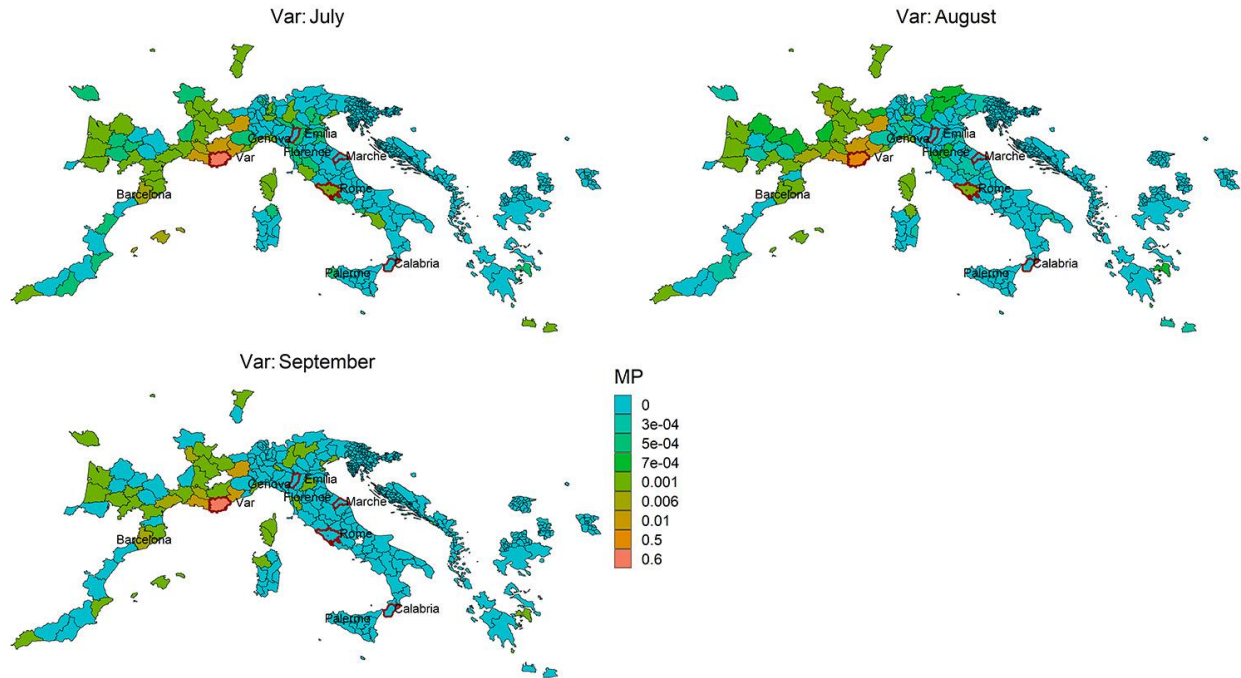 Var: July
Genova
Emilia
Florence
Marche
Var
Rome
Barcelona
Palermo
Calabria
Var: August
Genova
Emilia
Florence
Marche
Var
Rome
Barcelona
Palermo
Calabria
Var: September
Genova
Emilia
Florence
Marche
Var
Rome
Barcelona
Palermo
Calabria
MP
0
3e-04
5e-04
7e-04
0.001
0.006
0.01
0.5
0.6